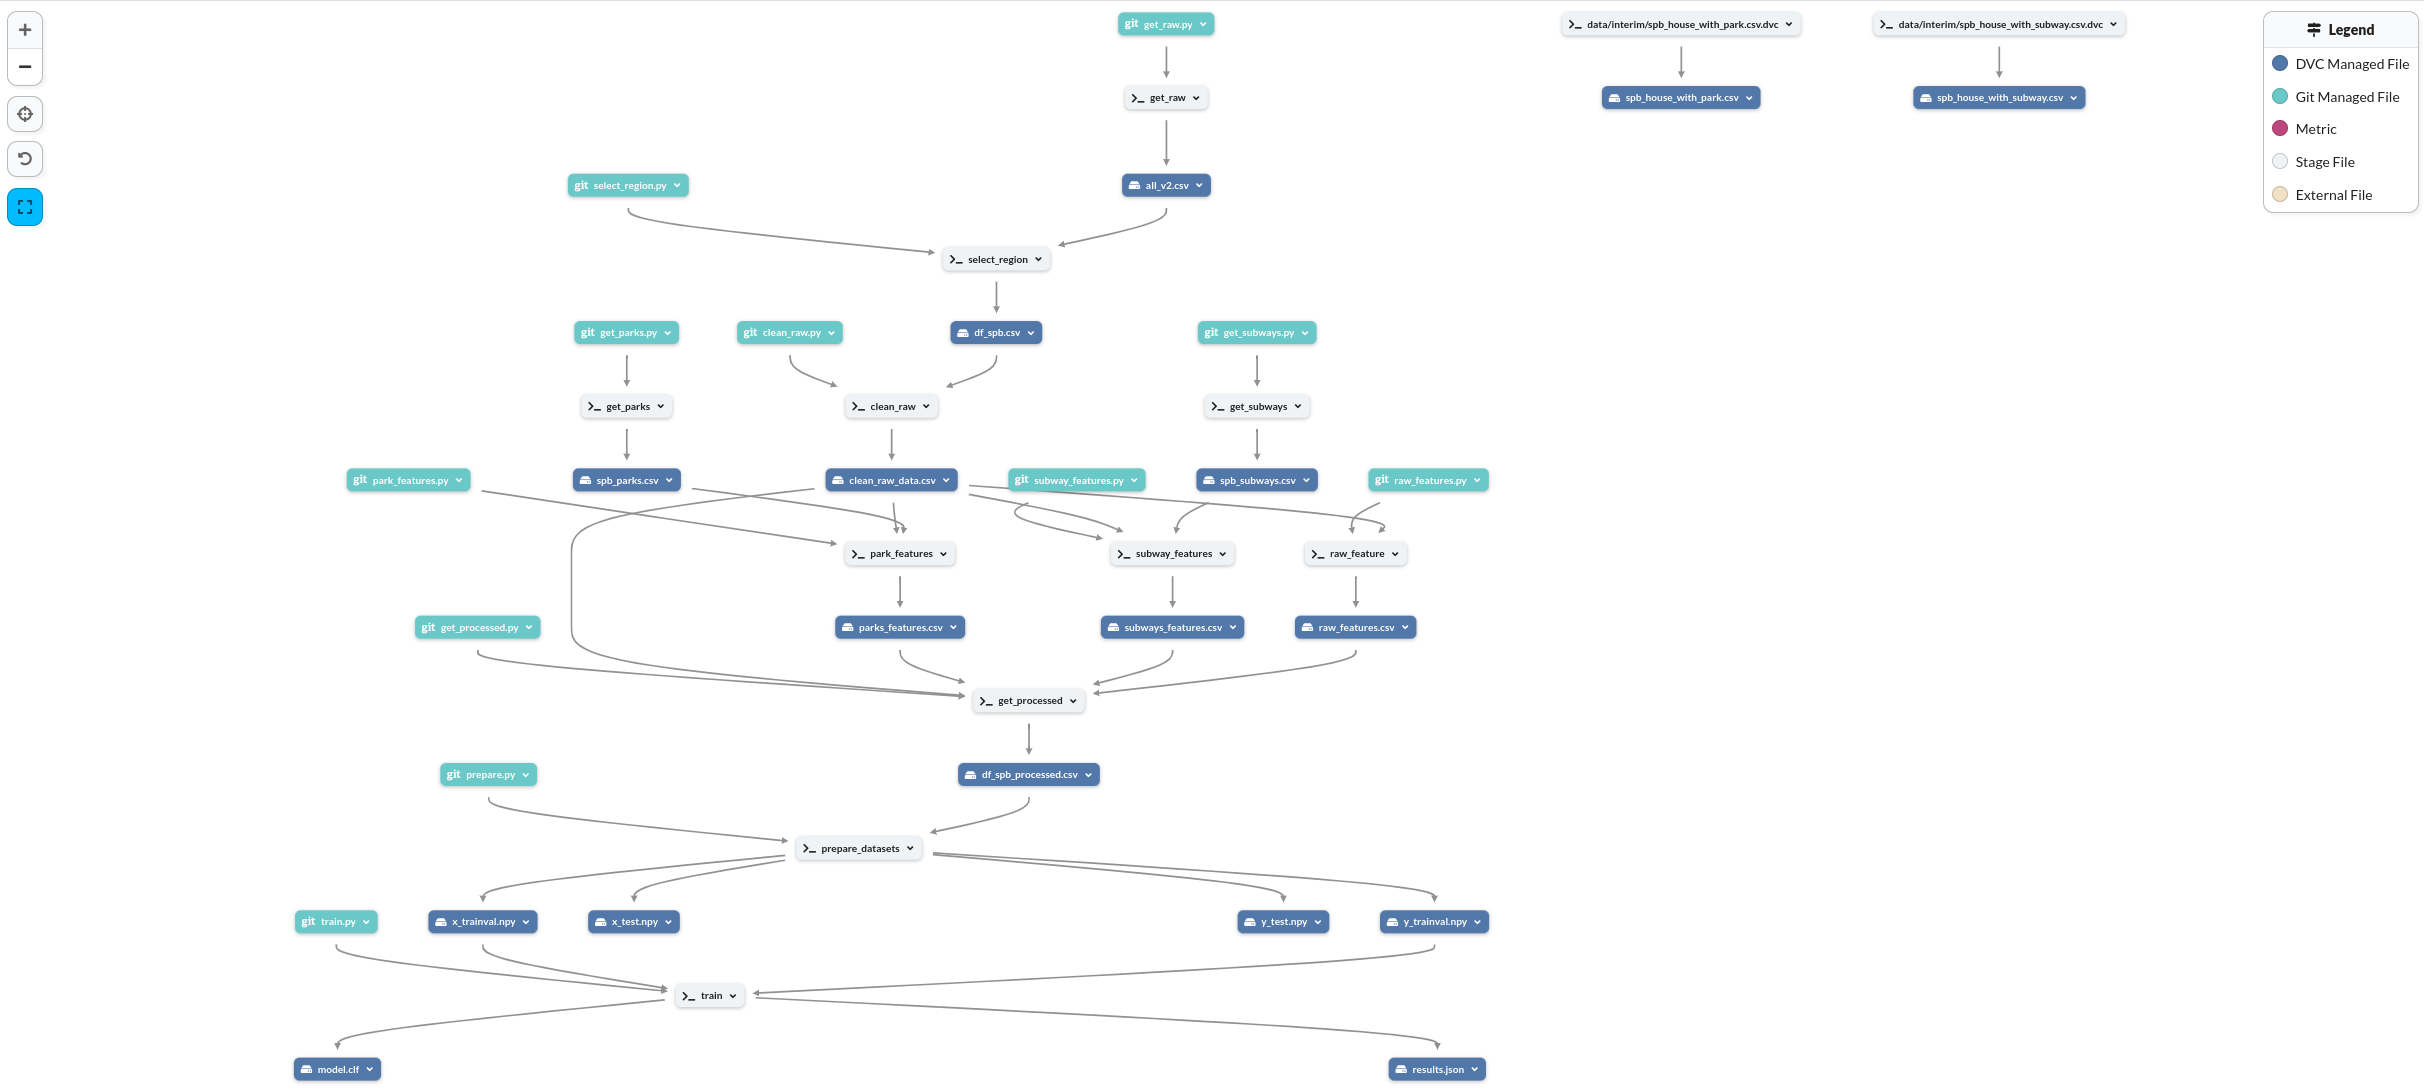 git get_raw.py
data/interim/spb_house_with_park.csv.dvc
data/interim/spb_house_with_subway.csv.dvc
Legend
DVC Managed File
Git Managed File
Metric
Stage File
External File
get_raw
spb_house_with_park.csv
spb_house_with_subway.csv
git select_region.py
all_v2.csv
select_region
git get_parks.py
git clean_raw.py
df_spb.csv
git get_subways.py
get_parks
clean_raw
get_subways
git park_features.py
spb_parks.csv
clean_raw_data.csv
git subway_features.py
spb_subways.csv
git raw_features.py
park_features
subway_features
raw_feature
git get_processed.py
parks_features.csv
subways_features.csv
raw_features.csv
get_processed
git prepare.py
df_spb_processed.csv
prepare_datasets
git train.py
x_trainval.npy
x_test.npy
y_test.npy
y_trainval.npy
train
model.clf
results.json